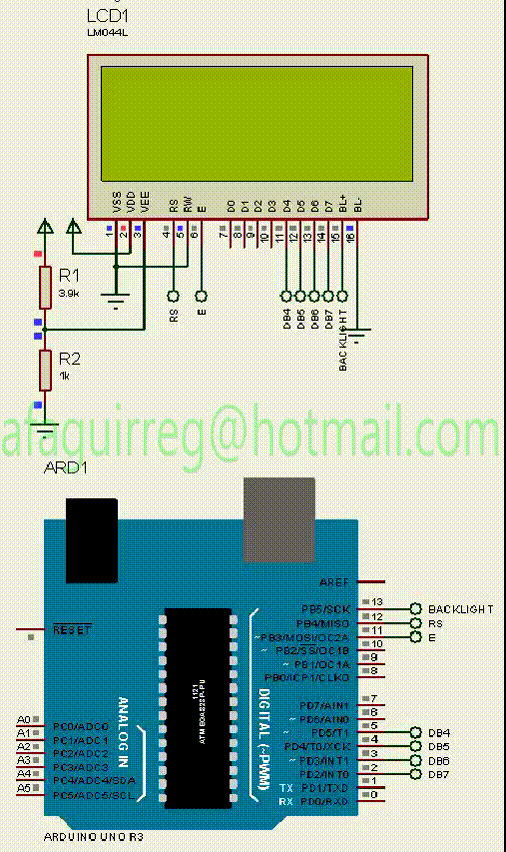 LCD1
LM044L
VSS VDD VEE RS RW E D0 D1 D2 D3 D4 D5 D6 D7 BL+ BL-
1 2 3 4 5 6 7 8 9 10 11 12 13 14 15 16
R1
3.9k
RS E DB4 DB5 DB6 DB7 BACKLIGHT
R2
1k
afaguirreg@hotmail.com
ARD1
AREF
PB5/SCK 13 BACKLIGHT
RESET PB4/MISO 12 RS
~PB3/MOSI/OC2A 11 E
~ PB2/SS/OC1B 10
~ PB1/OC1A 9
PB0/ICP1/CLKO 8
1121
ATMEGA328P-PU
ANALOG IN
DIGITAL (~PWM)
PD7/AIN1 7
~ PD6/AIN0 6
A0 PC0/ADC0 ~ PD5/T1 5 DB4
A1 PC1/ADC1 PD4/T0/XCK 4 DB5
A2 PC2/ADC2 ~ PD3/INT1 3 DB6
A3 PC3/ADC3 PD2/INT0 2 DB7
A4 PC4/ADC4/SDA TX PD1/TXD 1
A5 PC5/ADC5/SCL RX PD0/RXD 0
ARDUINO UNO R3